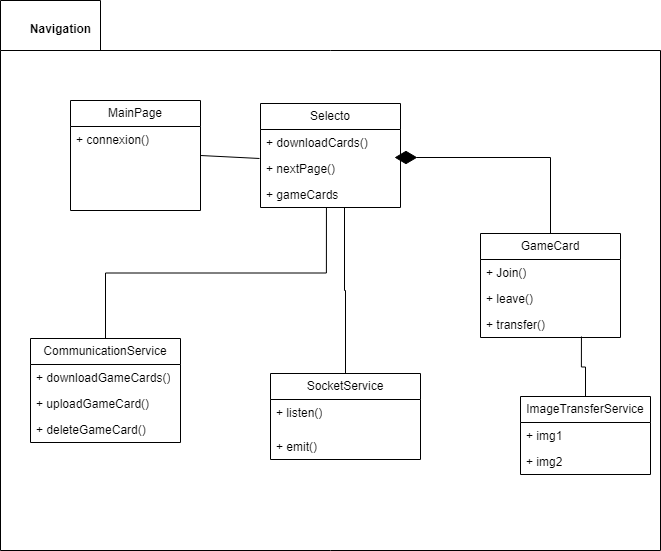 Navigation
MainPage
+ connexion()
Selecto
+ downloadCards()
+ nextPage()
+ gameCards
GameCard
+ Join()
+ leave()
+ transfer()
CommunicationService
+ downloadGameCards()
+ uploadGameCard()
+ deleteGameCard()
SocketService
+ listen()
+ emit()
ImageTransferService
+ img1
+ img2